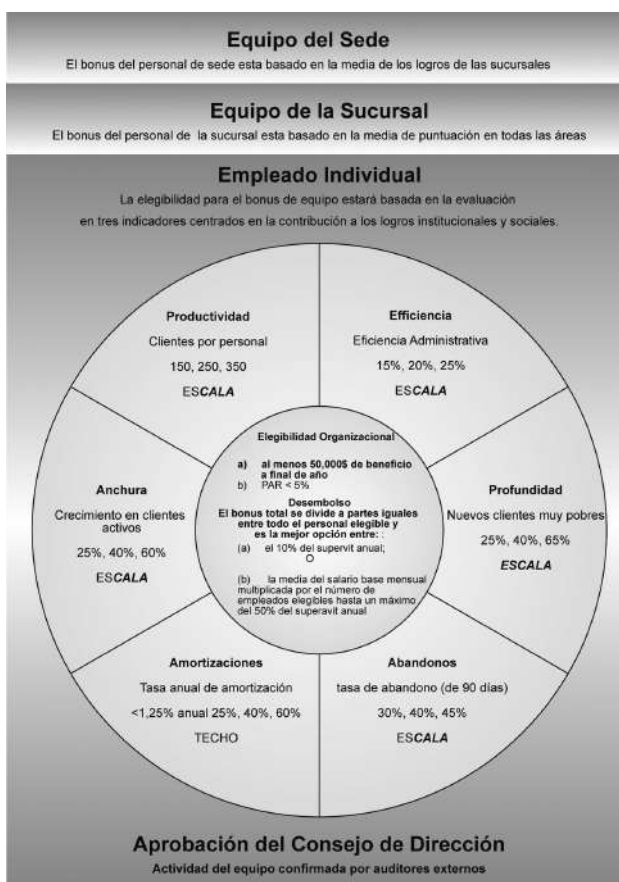 Equipo del Sede
El bonus del personal de sede esta basado en la media de los logros de las sucursales
Equipo de la Sucursal
El bonus del personal de la sucursal esta basado en la media de puntuación en todas las áreas
Empleado Individual
La elegibilidad para el bonus de equipo estará basada en la evaluación
en tres indicadores centrados en la contribución a los logros institucionales y sociales.
Productividad
Clientes por personal
150, 250, 350
ESCALA
Efficiencia
Eficiencia Administrativa
15%, 20%, 25%
ESCALA
Anchura
Crecimiento en clientes
activos
25%, 40%, 60%
ESCALA
Elegibilidad Organizacional
a) al menos 50,000$ de beneficio
a final de año
b) PAR < 5%
Desembolso
El bonus total se divide a partes iguales
entre todo el personal elegible y
es la mejor opción entre: :
(a) el 10% del supervit anual;
O
(b) la media del salario base mensual
multiplicada por el número de
empleados elegibles hasta un máximo
del 50% del superavit anual
Profundidad
Nuevos clientes muy pobres
25%, 40%, 65%
ESCALA
Amortizaciones
Tasa anual de amortización
<1,25% anual 25%, 40%, 60%
TECHO
Abandonos
tasa de abandono (de 90 días)
30%, 40%, 45%
ESCALA
Aprobación del Consejo de Dirección
Actividad del equipo confirmada por auditores externos